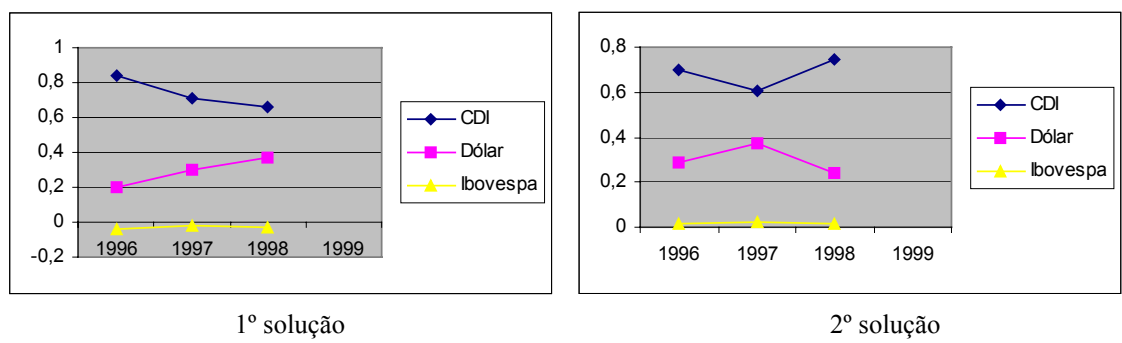 1
0,8
0,6
0,4
0,2
0
-0,2
1996 1997 1998 1999
CDI
Dólar
Ibovespa
1º solução
0,8
0,6
0,4
0,2
0
1996 1997 1998 1999
CDI
Dólar
Ibovespa
2º solução